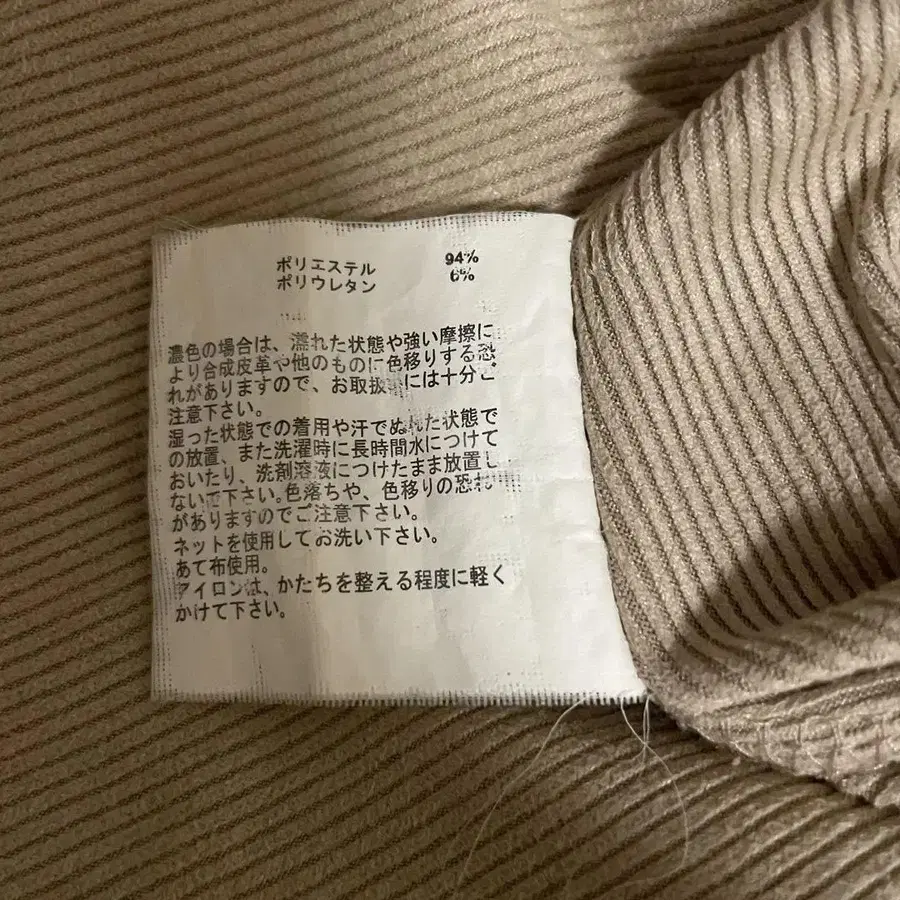 ポリエステル 94%
ポリウレタン 6%
濃色の場合は、濡れた状態や強い摩擦に
より合成皮革や他のものに色移りする恐
れがありますので、お取扱には十分ご
注意下さい。
湿った状態での着用や汗でぬれた状態で
の放置、また洗濯時に長時間水につけて
おいたり、洗剤溶液につけたまま放置し
ないで下さい。色落ちや、色移りの恐れ
がありますのでご注意下さい。
ネットを使用してお洗い下さい。
あて布使用。
アイロンは、かたちを整える程度に軽く
かけて下さい。